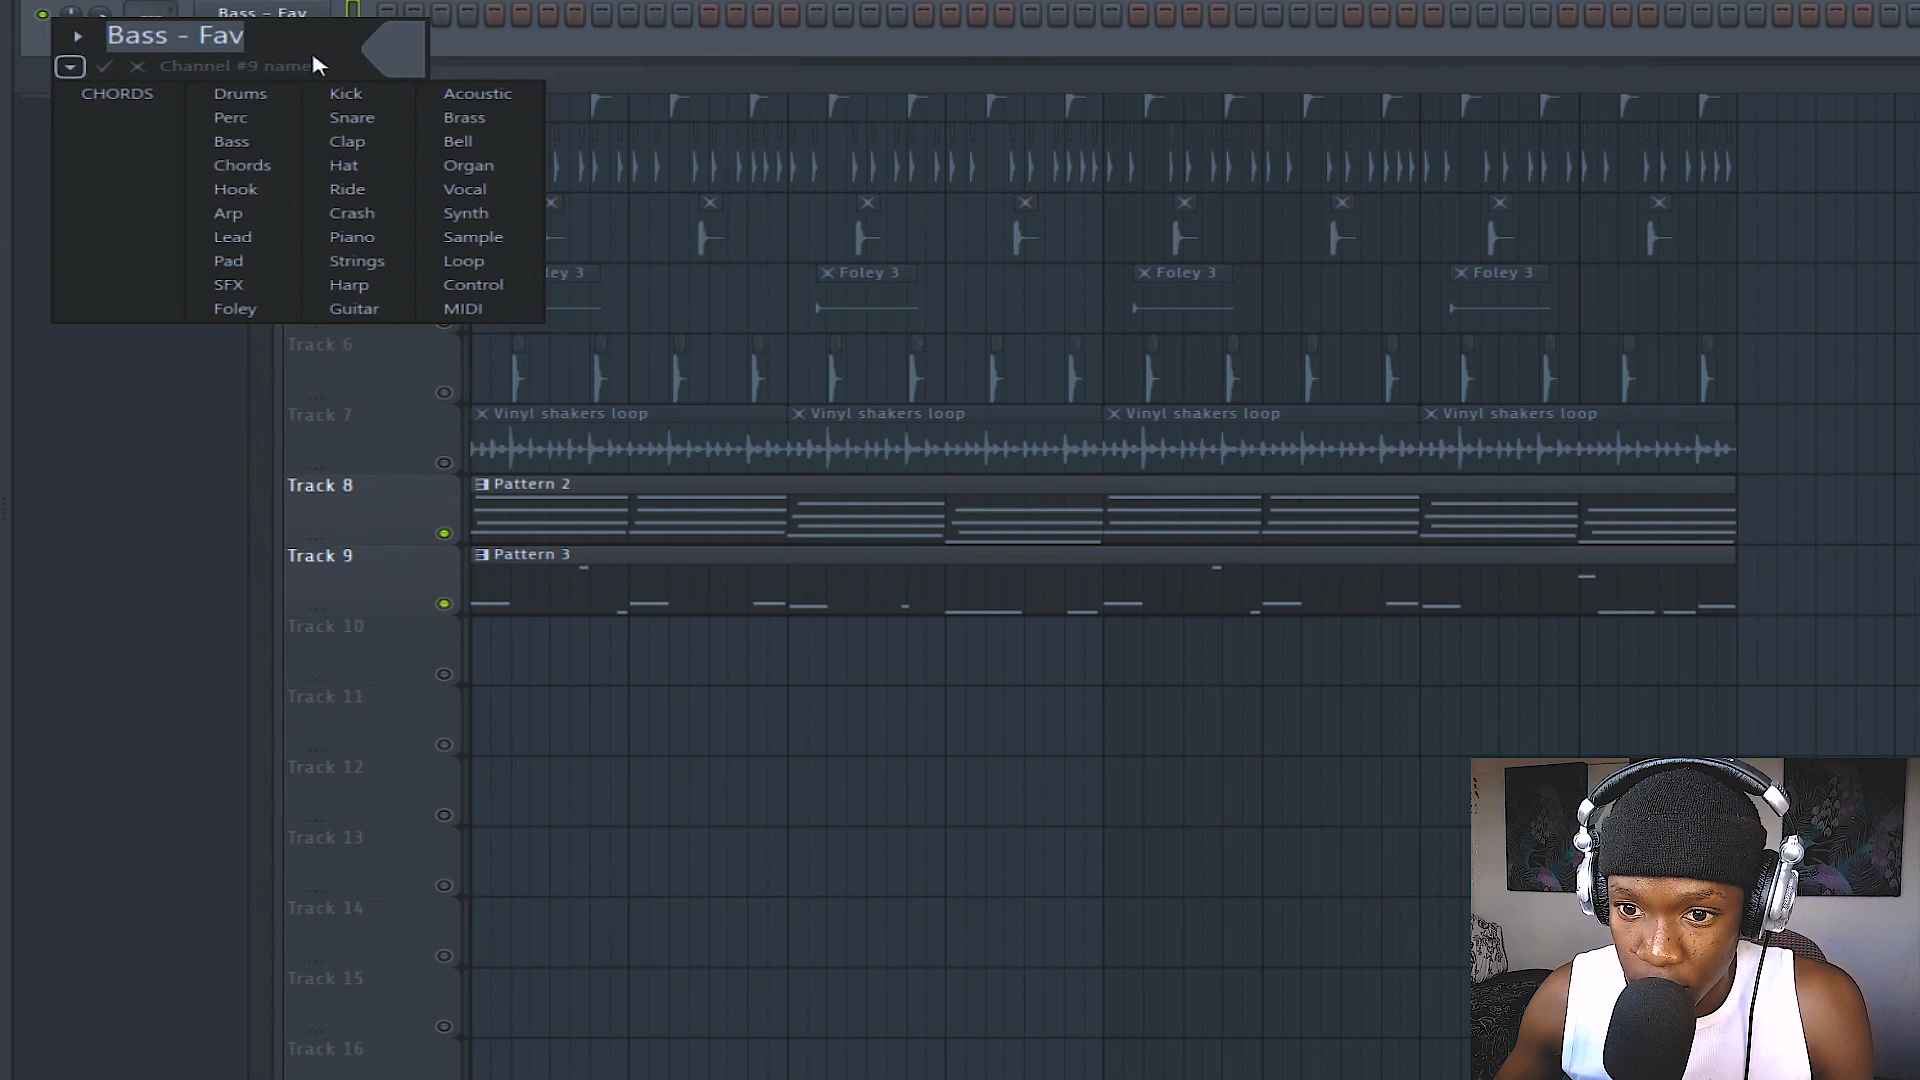 Bass - Fav
Bass - Fav
Channel #9 name
CHORDS
Drums
Perc
Bass
Chords
Hook
Arp
Lead
Pad
SFX
Foley
Kick
Snare
Clap
Hat
Ride
Crash
Piano
Strings
Harp
Guitar
Acoustic
Brass
Bell
Organ
Vocal
Synth
Sample
Loop
Control
MIDI
ley 3
Foley 3
Foley 3
Foley 3
Track 6
Track 7
Vinyl shakers loop
Vinyl shakers loop
Vinyl shakers loop
Vinyl shakers loop
Track 8
Pattern 2
Track 9
Pattern 3
Track 10
Track 11
Track 12
Track 13
Track 14
Track 15
Track 16